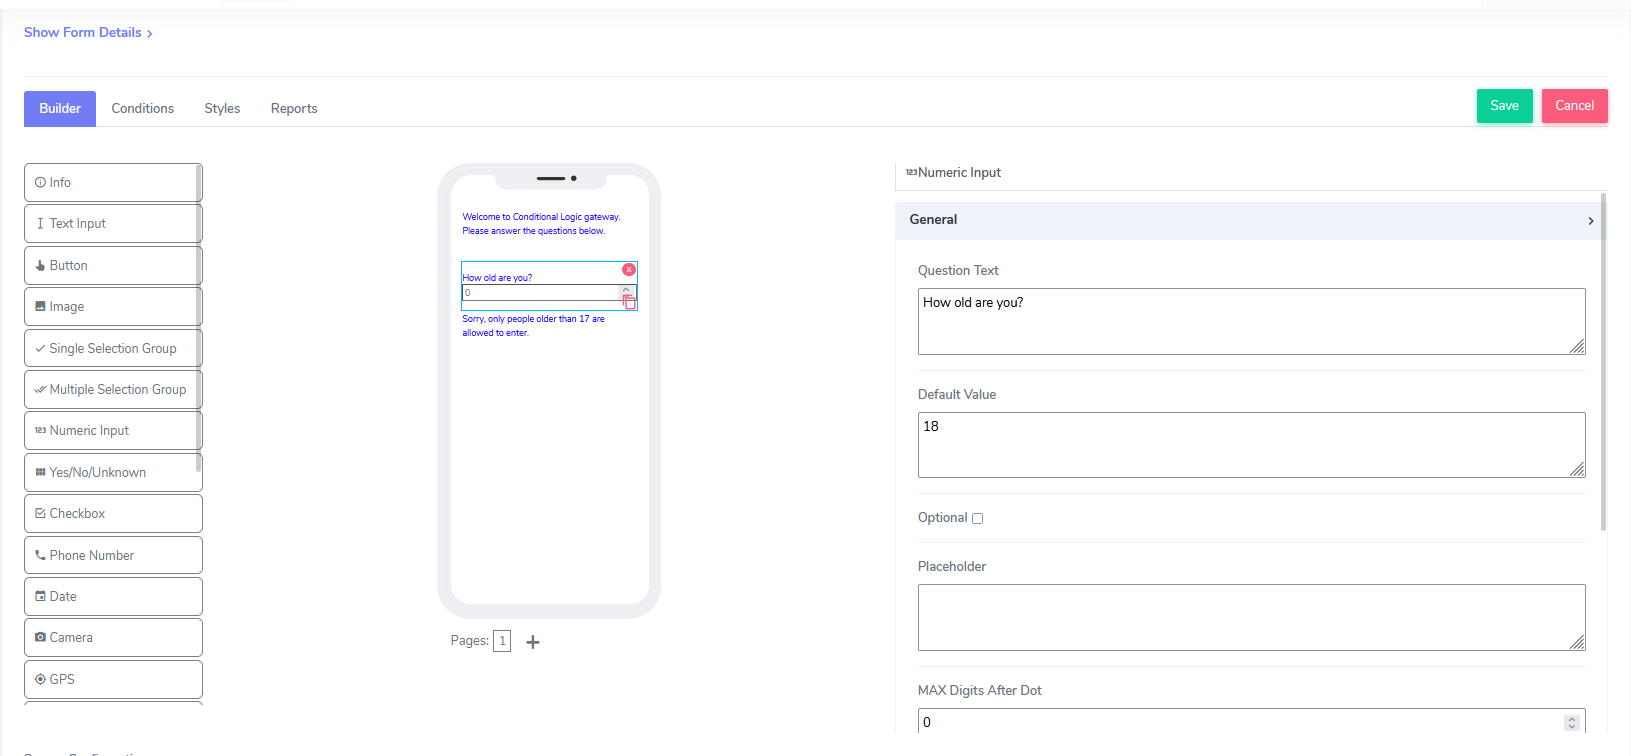 Show Form Details
Builder
Conditions
Styles
Reports
Save
Cancel
Info
Text Input
Button
Image
Single Selection Group
Multiple Selection Group
123 Numeric Input
Yes/No/Unknown
Checkbox
Phone Number
Date
Camera
GPS
Welcome to Conditional Logic gateway.
Please answer the questions below.
How old are you?
0
Sorry, only people older than 17 are
allowed to enter.
Pages: 1
123 Numeric Input
General
Question Text
How old are you?
Default Value
18
Optional
Placeholder
MAX Digits After Dot
0